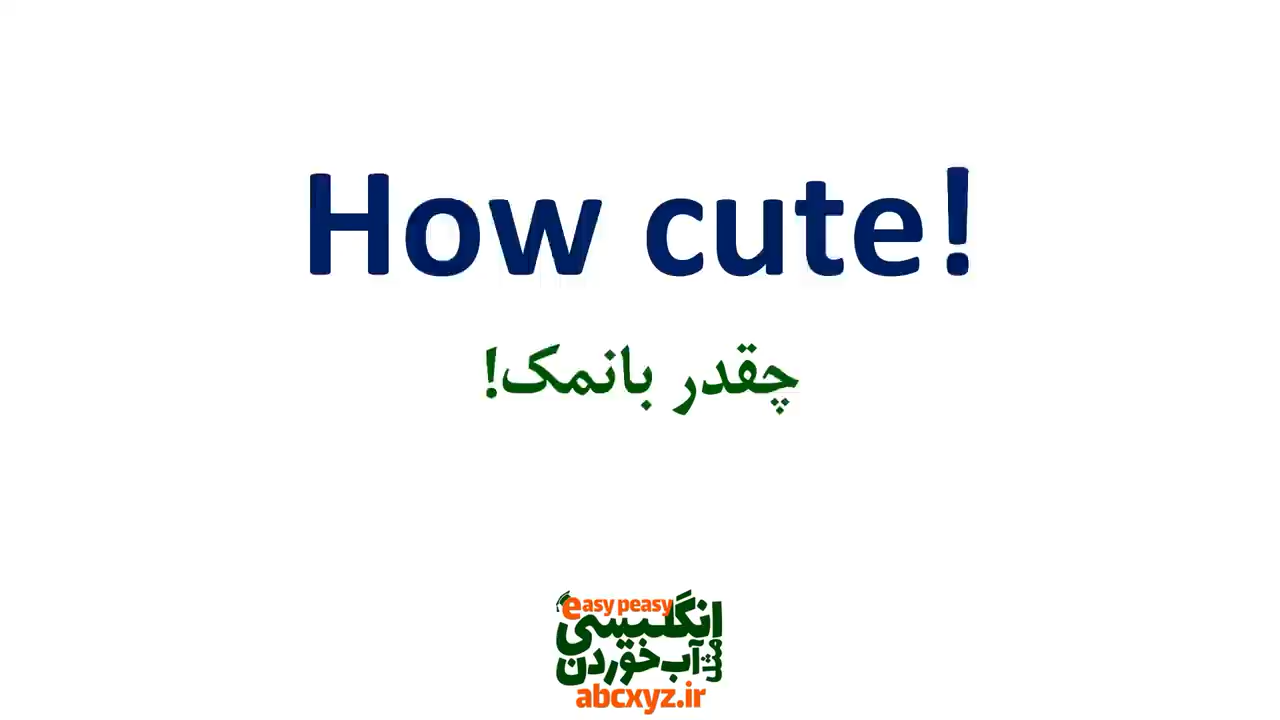 How cute!
چقدر بانمک!
easy peasy
انگلیسی
مثل آب خوردن
abcxyz.ir